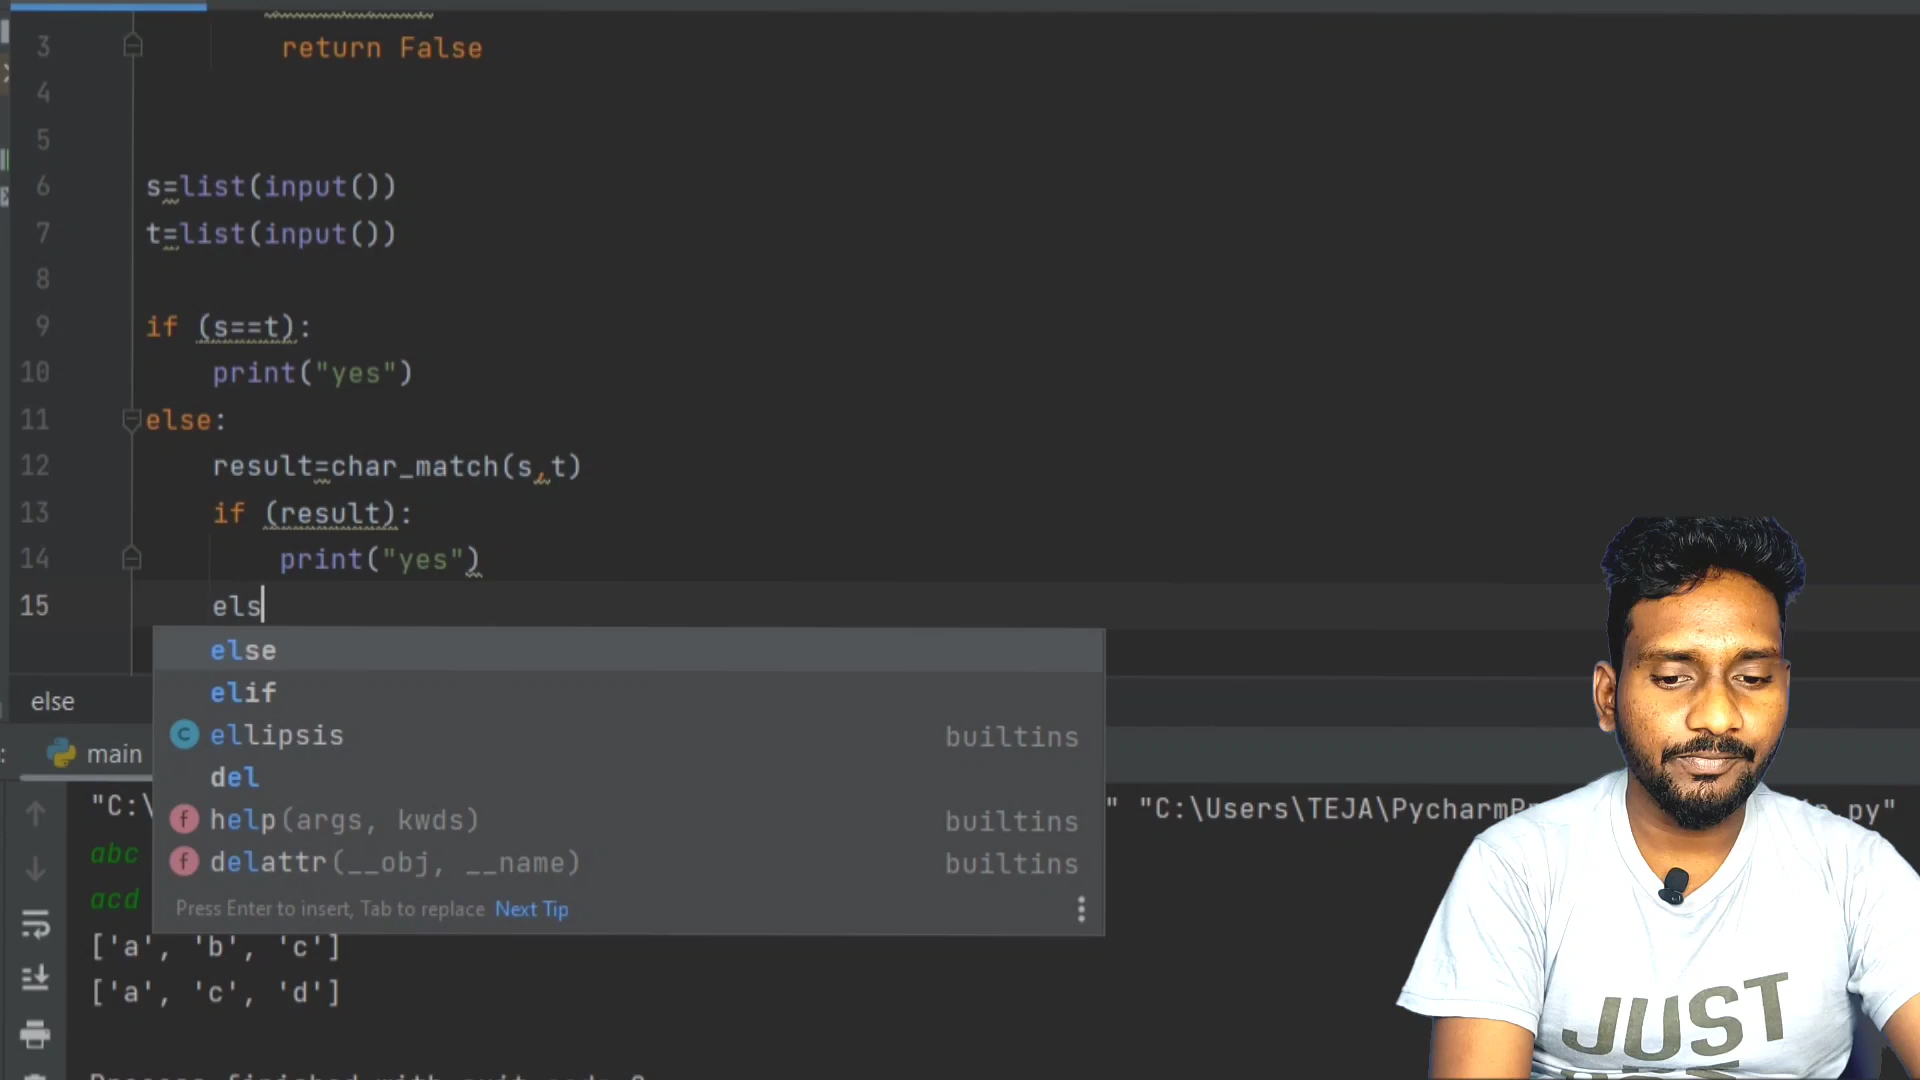 3 return False
4
5
6 s=list(input())
7 t=list(input())
8
9 if (s==t):
10 print("yes")
11 else:
12 result=char_match(s,t)
13 if (result):
14 print("yes")
15 els
else
elif
ellipsis builtins
del
help(args, kwds) builtins
delattr(__obj, __name) builtins
Press Enter to insert, Tab to replace Next Tip
else
main
"C:\ " "C:\Users\TEJA\Pycharm .py"
abc
acd
['a', 'b', 'c']
['a', 'c', 'd']
JUST